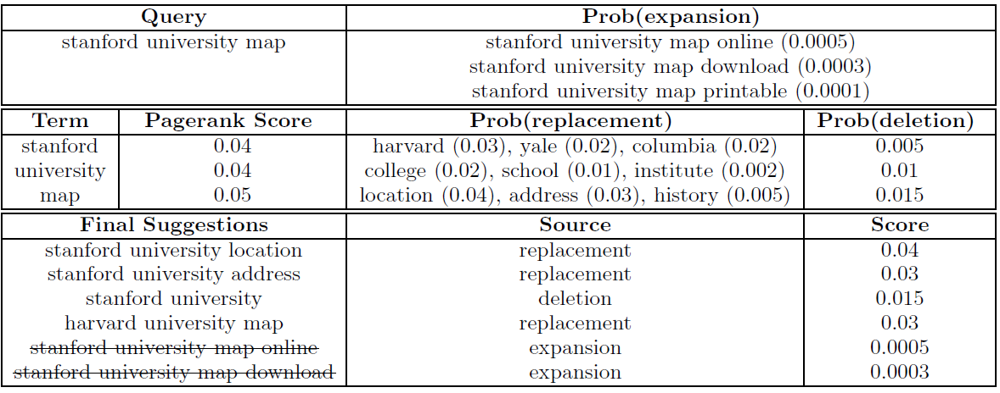 Query Prob(expansion)
stanford university map stanford university map online (0.0005)
stanford university map download (0.0003)
stanford university map printable (0.0001)
Term Pagerank Score Prob(replacement) Prob(deletion)
stanford 0.04 harvard (0.03), yale (0.02), columbia (0.02) 0.005
university 0.04 college (0.02), school (0.01), institute (0.002) 0.01
map 0.05 location (0.04), address (0.03), history (0.005) 0.015
Final Suggestions Source Score
stanford university location replacement 0.04
stanford university address replacement 0.03
stanford university deletion 0.015
harvard university map replacement 0.03
stanford university map online expansion 0.0005
stanford university map download expansion 0.0003